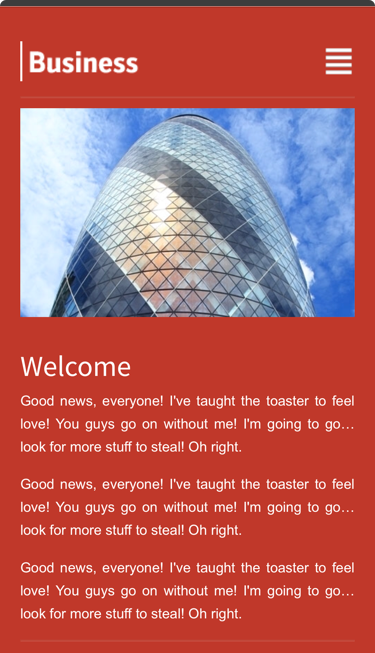 Business
Welcome
Good news, everyone! I've taught the toaster to feel
love! You guys go on without me! I'm going to go…
look for more stuff to steal! Oh right.
Good news, everyone! I've taught the toaster to feel
love! You guys go on without me! I'm going to go…
look for more stuff to steal! Oh right.
Good news, everyone! I've taught the toaster to feel
love! You guys go on without me! I'm going to go…
look for more stuff to steal! Oh right.